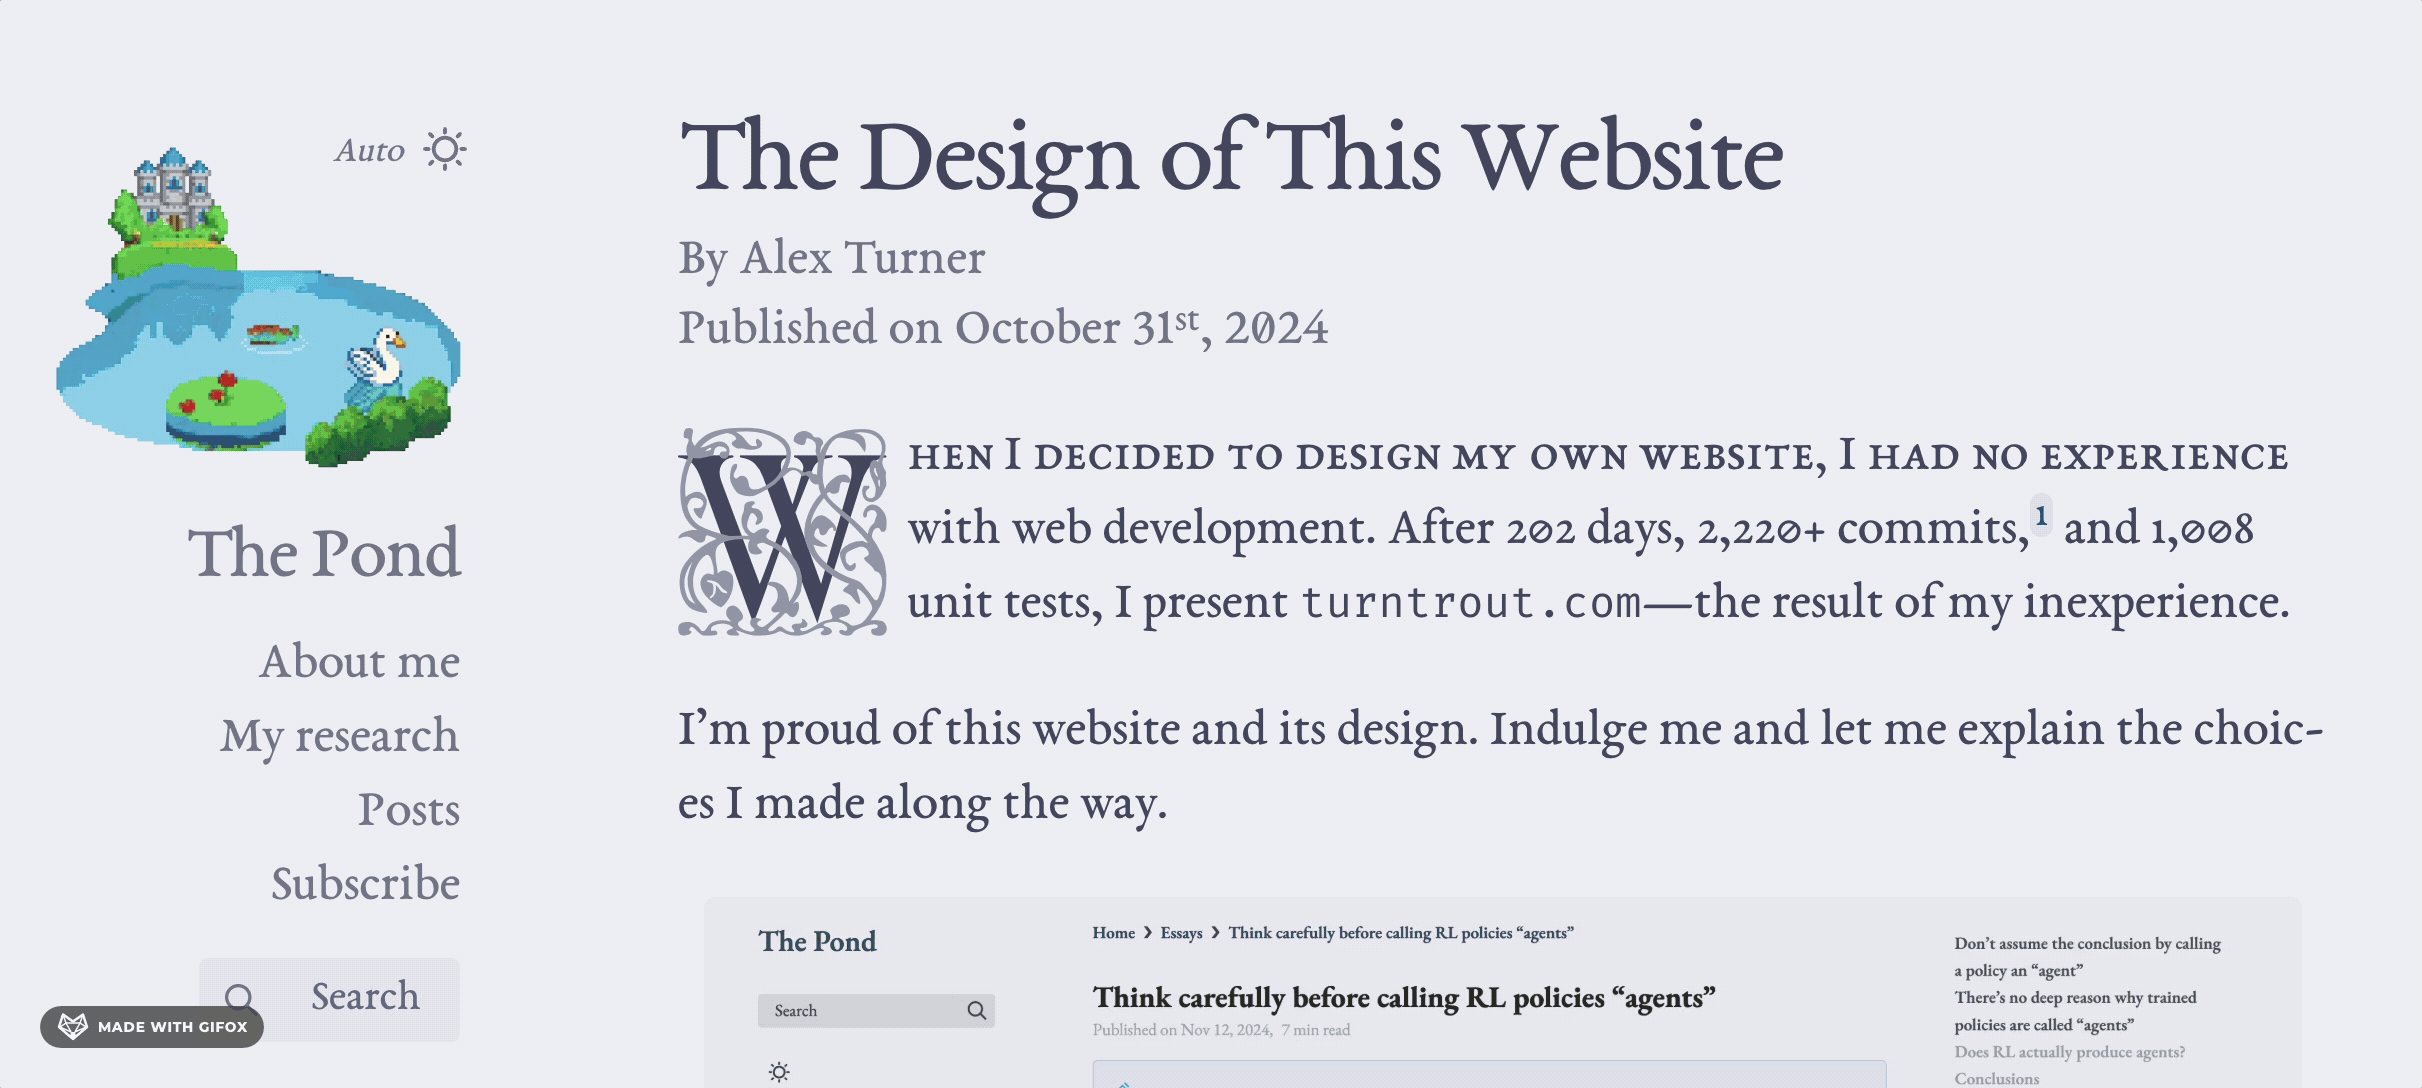 Auto
The Pond
About me
My research
Posts
Subscribe
Search
MADE WITH GIFOX
The Design of This Website
By Alex Turner
Published on October 31st, 2024
WHEN I DECIDED TO DESIGN MY OWN WEBSITE, I HAD NO EXPERIENCE
with web development. After 202 days, 2,220+ commits,1 and 1,008
unit tests, I present turntrout.com—the result of my inexperience.
I’m proud of this website and its design. Indulge me and let me explain the choic-
es I made along the way.
The Pond
Search
Home ❯ Essays ❯ Think carefully before calling RL policies “agents”
Think carefully before calling RL policies “agents”
Published on Nov 12, 2024, 7 min read
Don’t assume the conclusion by calling
a policy an “agent”
There’s no deep reason why trained
policies are called “agents”
Does RL actually produce agents?
Conclusions